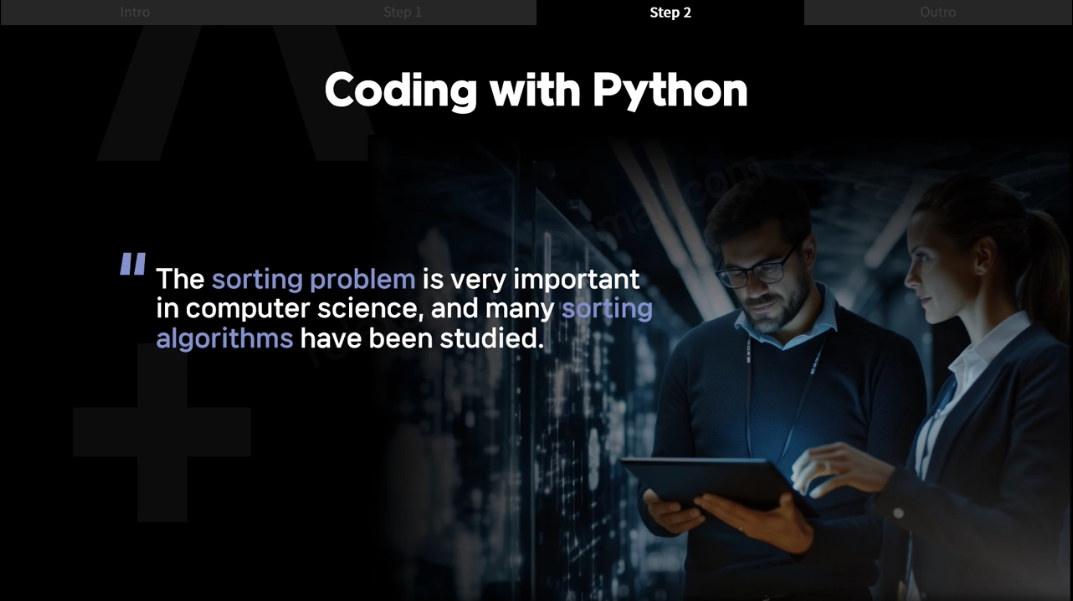 Intro
Step 1
Step 2
Outro
Coding with Python
" The sorting problem is very important
in computer science, and many sorting
algorithms have been studied.